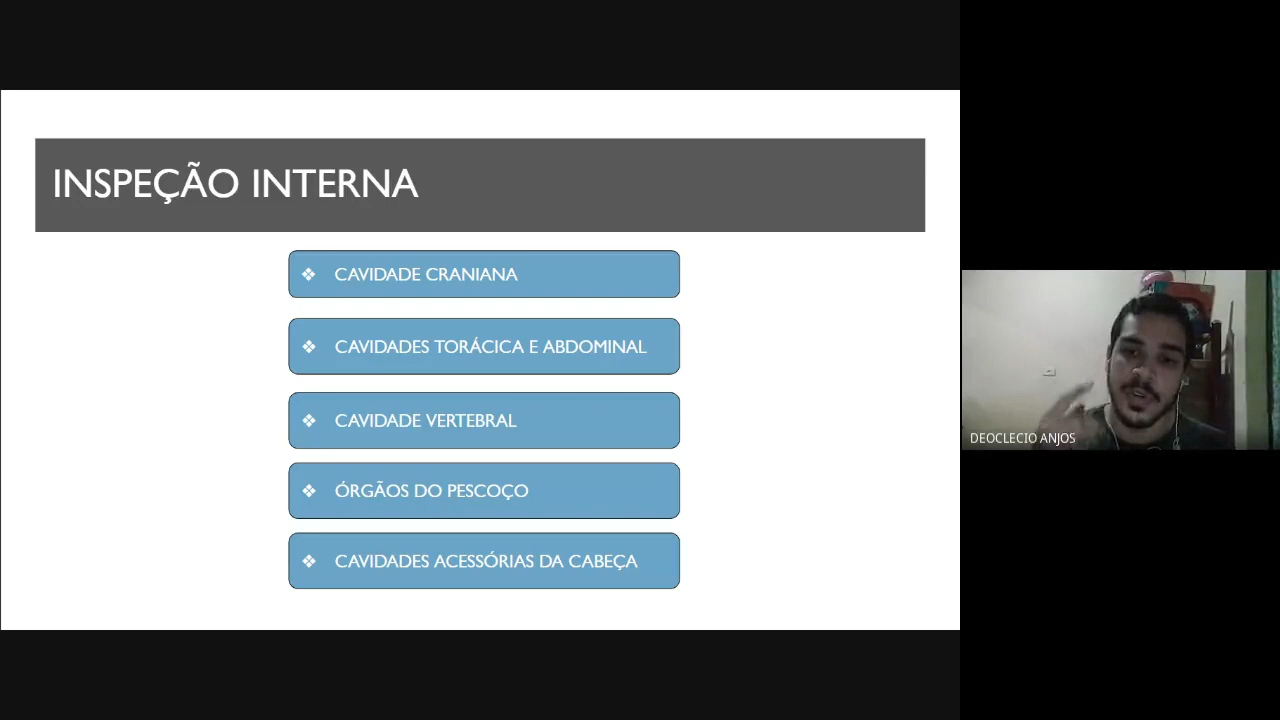 INSPEÇÃO INTERNA
❖ CAVIDADE CRANIANA
❖ CAVIDADES TORÁCICA E ABDOMINAL
❖ CAVIDADE VERTEBRAL
❖ ÓRGÃOS DO PESCOÇO
❖ CAVIDADES ACESSÓRIAS DA CABEÇA
DEOCLECIO ANJOS